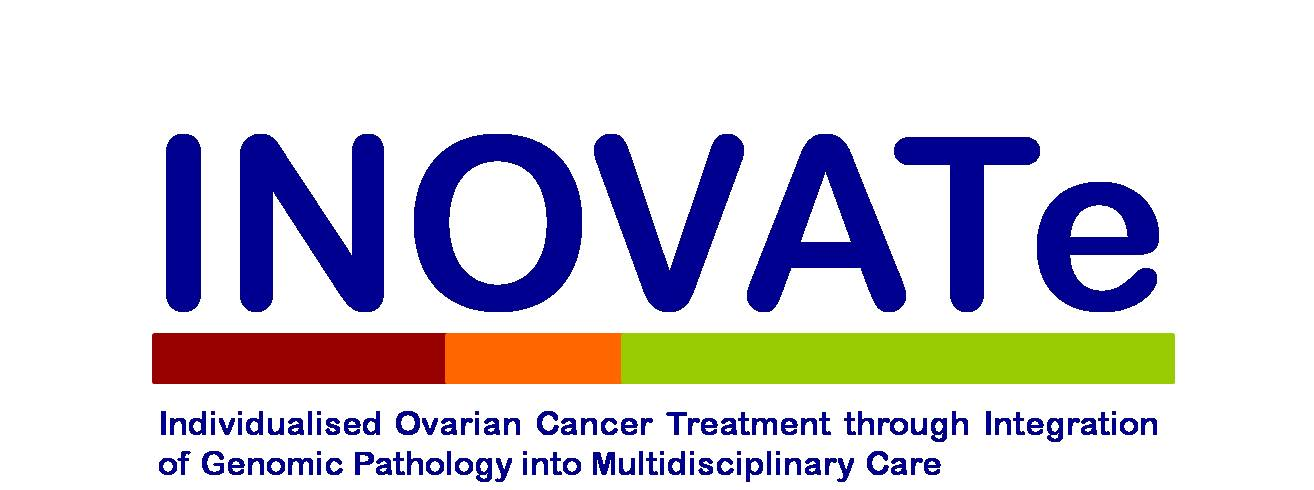 INOVATe
Individualised Ovarian Cancer Treatment through Integration
of Genomic Pathology into Multidisciplinary Care